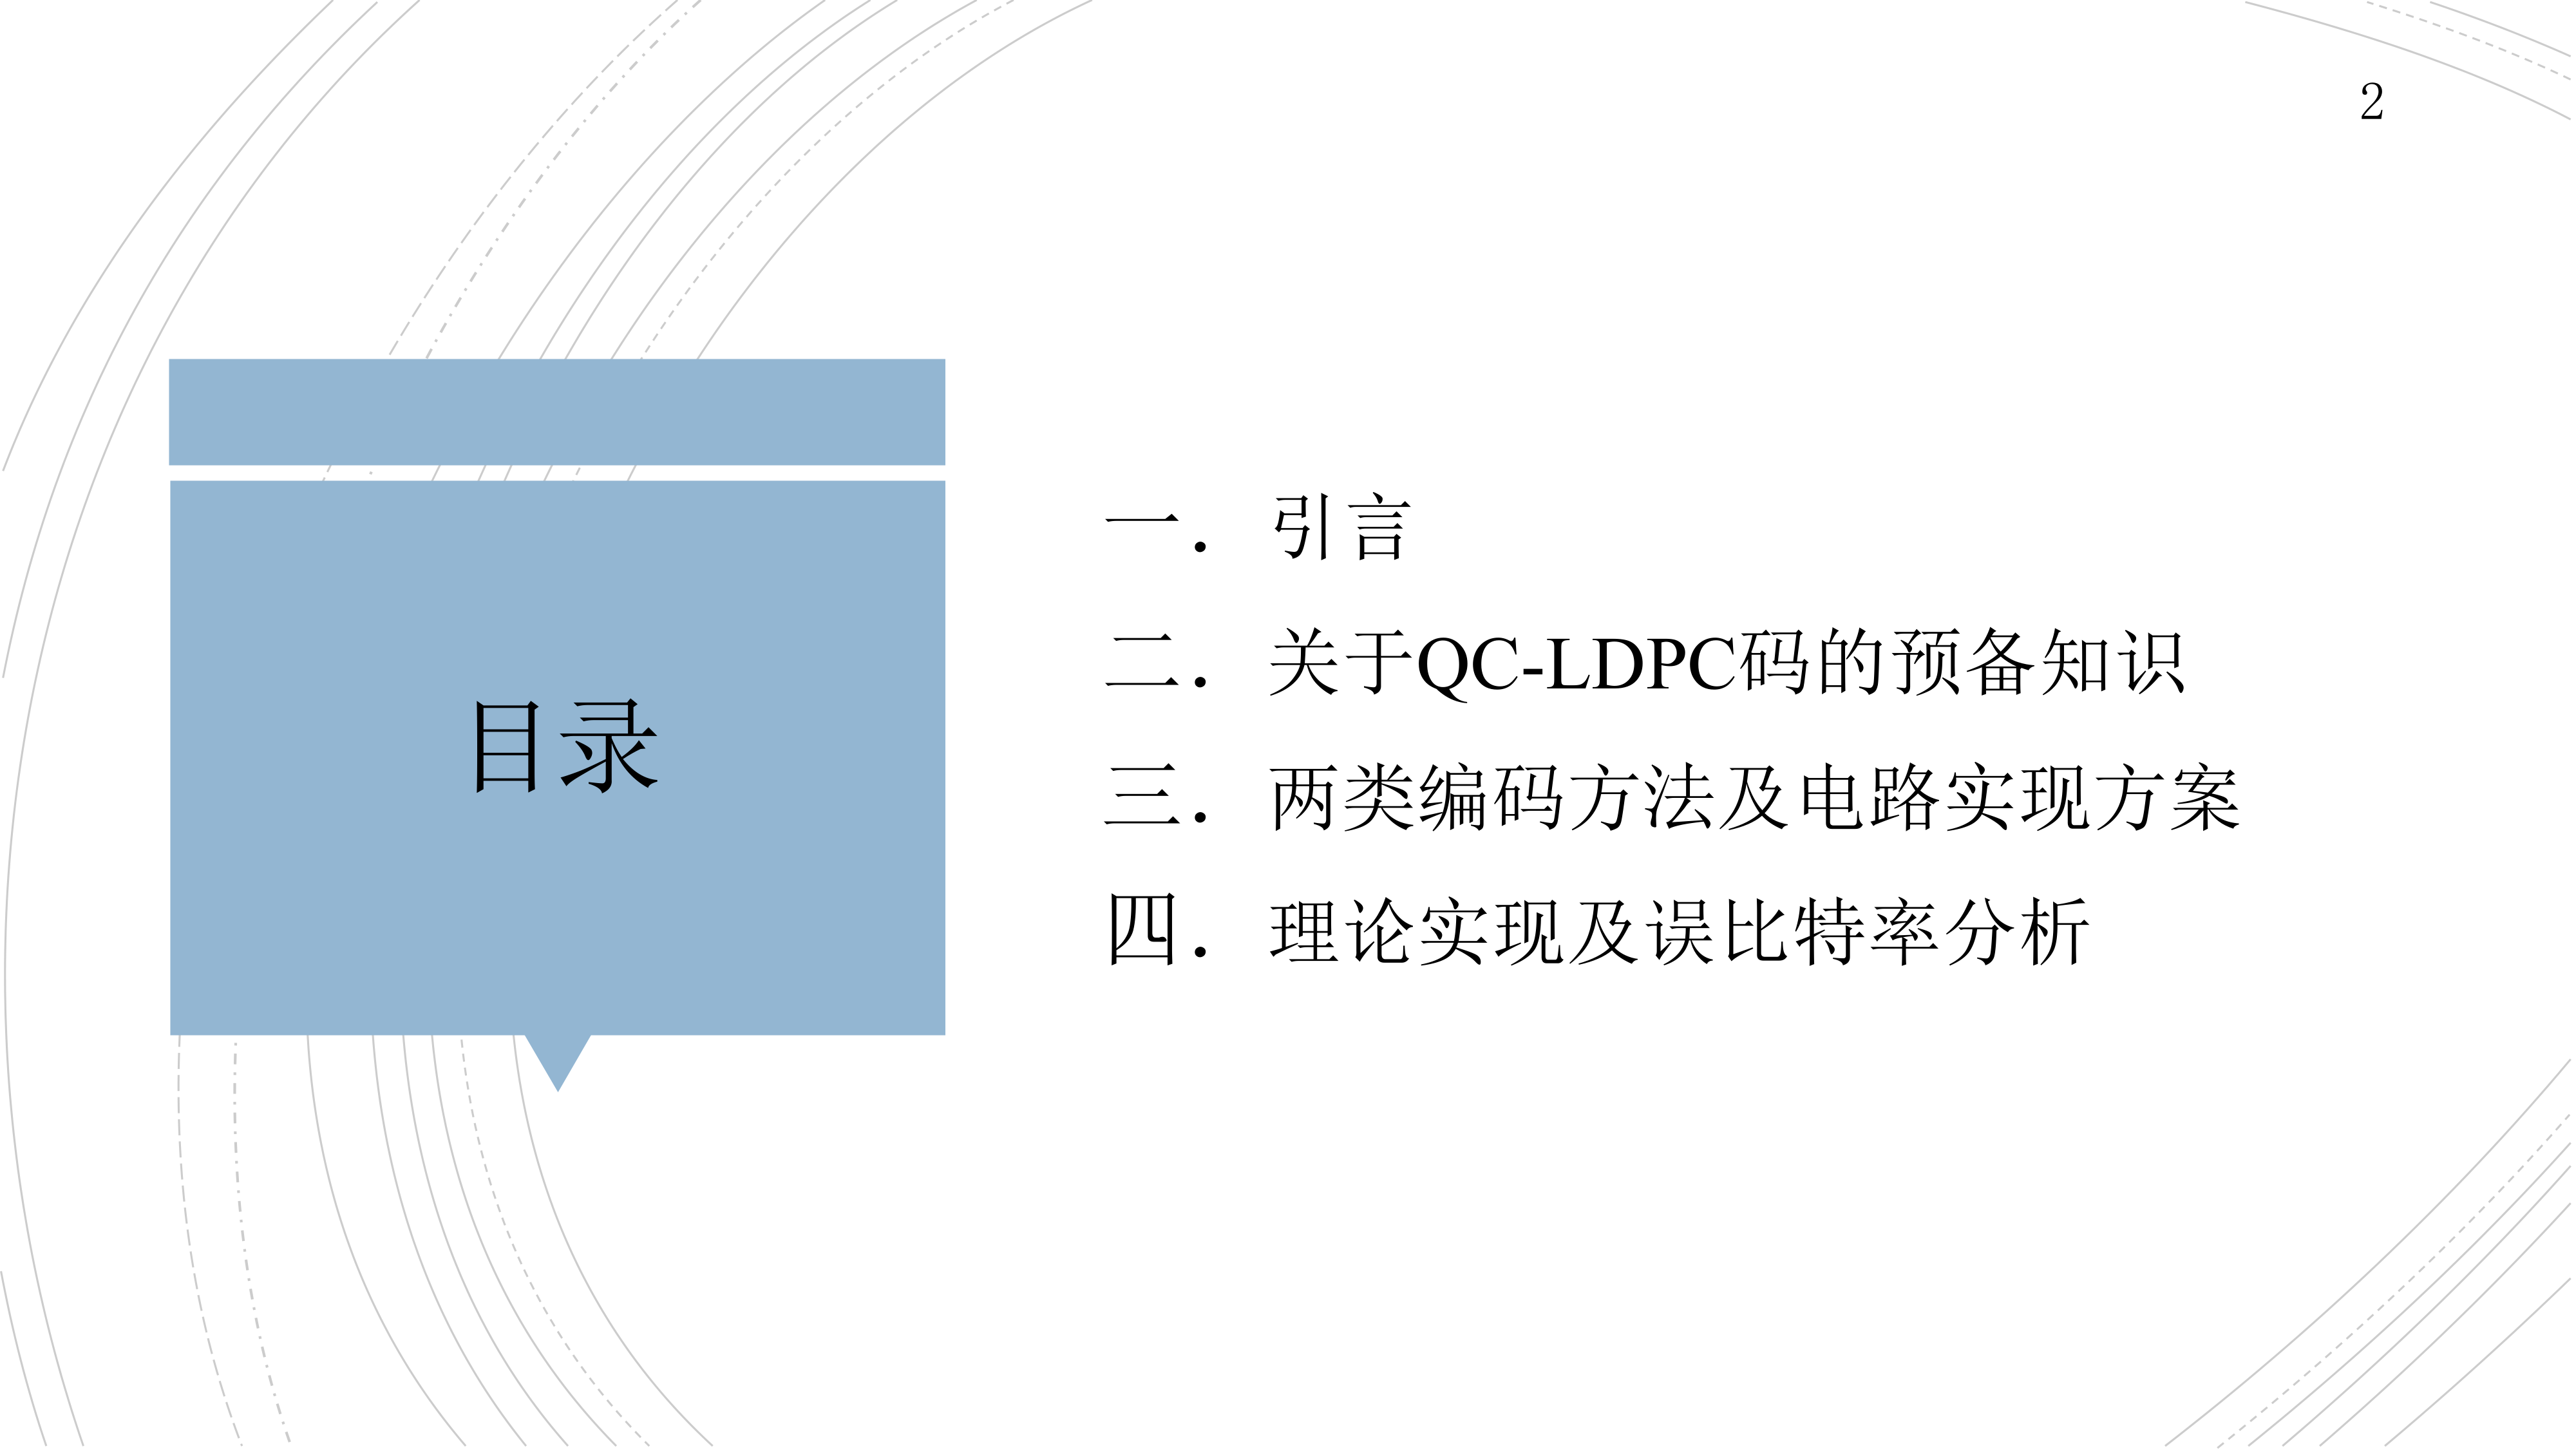 2
目录
一. 引言
二. 关于QC-LDPC码的预备知识
三. 两类编码方法及电路实现方案
四. 理论实现及误比特率分析